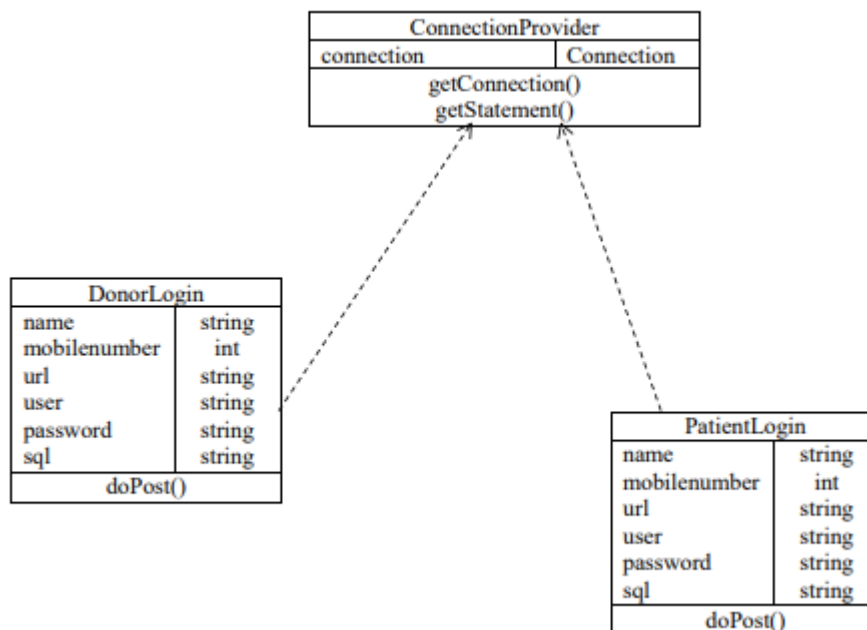 ConnectionProvider
connection Connection
getConnection()
getStatement()
DonorLogin
name string
mobilenumber int
url string
user string
password string
sql string
doPost()
PatientLogin
name string
mobilenumber int
url string
user string
password string
sql string
doPost()